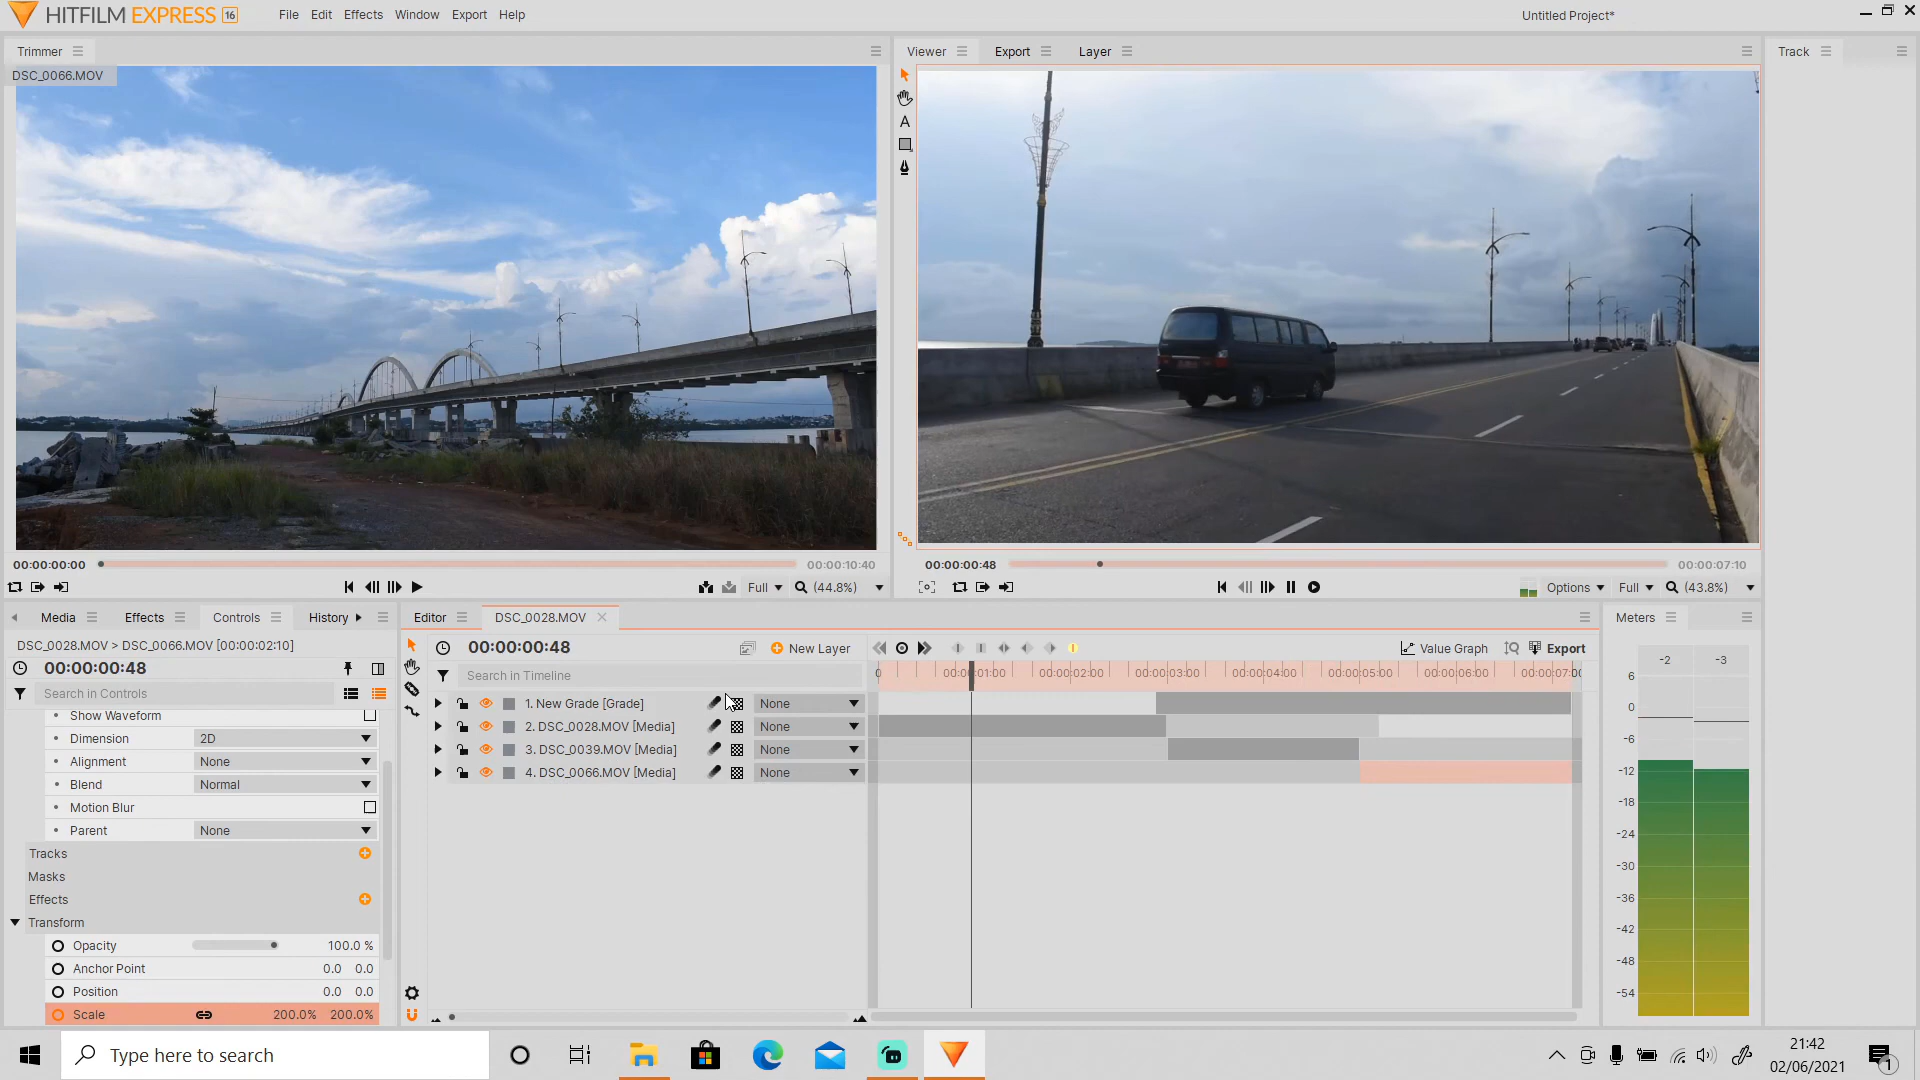 HITFILM EXPRESS 16
File Edit Effects Window Export Help
Untitled Project*
Trimmer
DSC_0066.MOV
Viewer Export Layer
Track
A
00:00:00:00
00:00:10:40
Full (44.8%)
00:00:00:48
00:00:07:10
Options Full (43.8%)
Media Effects Controls History
DSC_0028.MOV > DSC_0066.MOV [00:00:02:10]
00:00:00:48
Search in Controls
Show Waveform
Dimension 2D
Alignment None
Blend Normal
Motion Blur
Parent None
Tracks
Masks
Effects
Transform
Opacity 100.0 %
Anchor Point 0.0 0.0
Position 0.0 0.0
Scale 200.0% 200.0%
Editor DSC_0028.MOV
00:00:00:48
New Layer
Value Graph
Export
Search in Timeline
0 00:00:01:00 00:00:02:00 00:00:03:00 00:00:04:00 00:00:05:00 00:00:06:00 00:00:07:0
1. New Grade [Grade] None
2. DSC_0028.MOV [Media] None
3. DSC_0039.MOV [Media] None
4. DSC_0066.MOV [Media] None
Meters
-2 -3
6
0
-6
-12
-18
-24
-30
-36
-42
-48
-54
Type here to search
21:42
02/06/2021
1